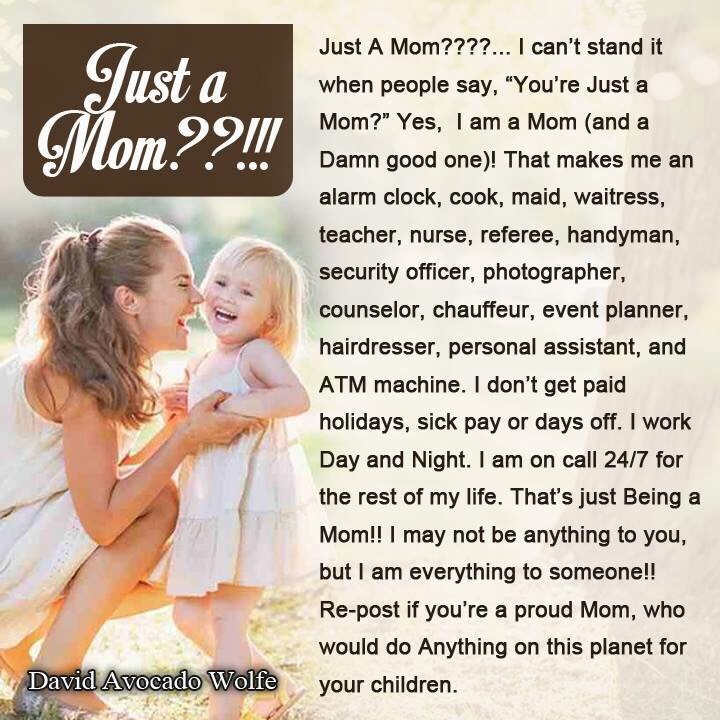 Just a
Mom??!!!
Just A Mom????... I can’t stand it
when people say, “You’re Just a
Mom?” Yes,  I am a Mom (and a
Damn good one)! That makes me an
alarm clock, cook, maid, waitress,
teacher, nurse, referee, handyman,
security officer, photographer,
counselor, chauffeur, event planner,
hairdresser, personal assistant, and
ATM machine. I don’t get paid
holidays, sick pay or days off. I work
Day and Night. I am on call 24/7 for
the rest of my life. That’s just Being a
Mom!! I may not be anything to you,
but I am everything to someone!!
Re-post if you’re a proud Mom, who
would do Anything on this planet for
your children.
David Avocado Wolfe